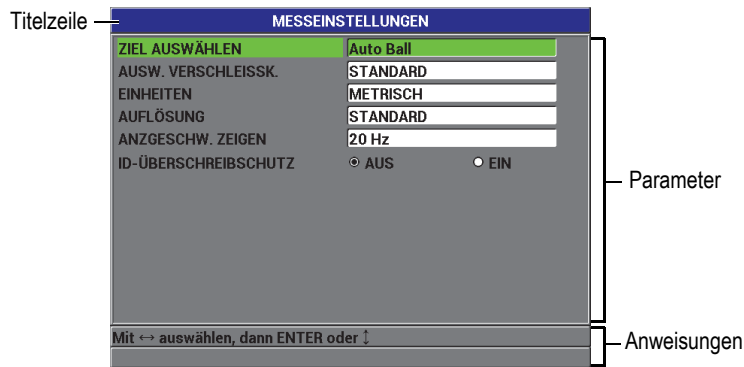 Titelzeile
MESSEINSTELLUNGEN
ZIEL AUSWÄHLEN Auto Ball
AUSW. VERSCHLEISSK. STANDARD
EINHEITEN METRISCH
AUFLÖSUNG STANDARD
ANZGESCHW. ZEIGEN 20 Hz
ID-ÜBERSCHREIBSCHUTZ AUS EIN
Parameter
Mit ↔ auswählen, dann ENTER oder ↕
Anweisungen